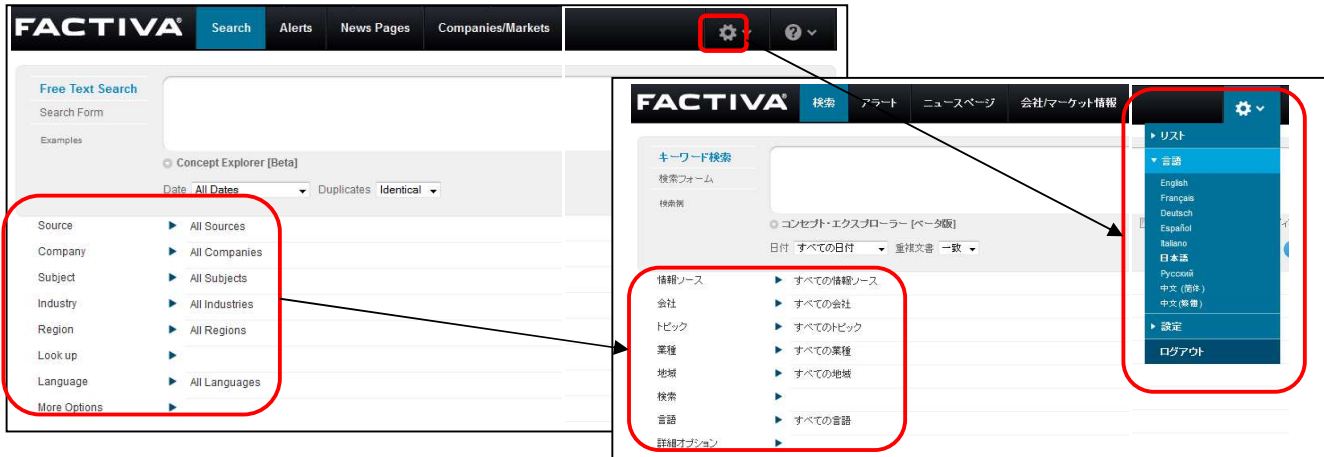 FACTIVA® Search Alerts News Pages Companies/Markets
Free Text Search
Search Form
Examples
Concept Explorer [Beta]
Date All Dates Duplicates Identical
Source All Sources
Company All Companies
Subject All Subjects
Industry All Industries
Region All Regions
Look up
Language All Languages
More Options
FACTIVA® 検索 アラート ニュースページ 会社/マーケット情報
キーワード検索
検索フォーム
検索例
コンセプト・エクスプローラー [ベータ版]
日付 すべての日付 重複文書 一致
情報ソース すべての情報ソース
会社 すべての会社
トピック すべてのトピック
業種 すべての業種
地域 すべての地域
検索
言語 すべての言語
詳細オプション
リスト
言語
English
Français
Deutsch
Español
Italiano
日本語
Русский
中文 (简体)
中文(繁體)
設定
ログアウト